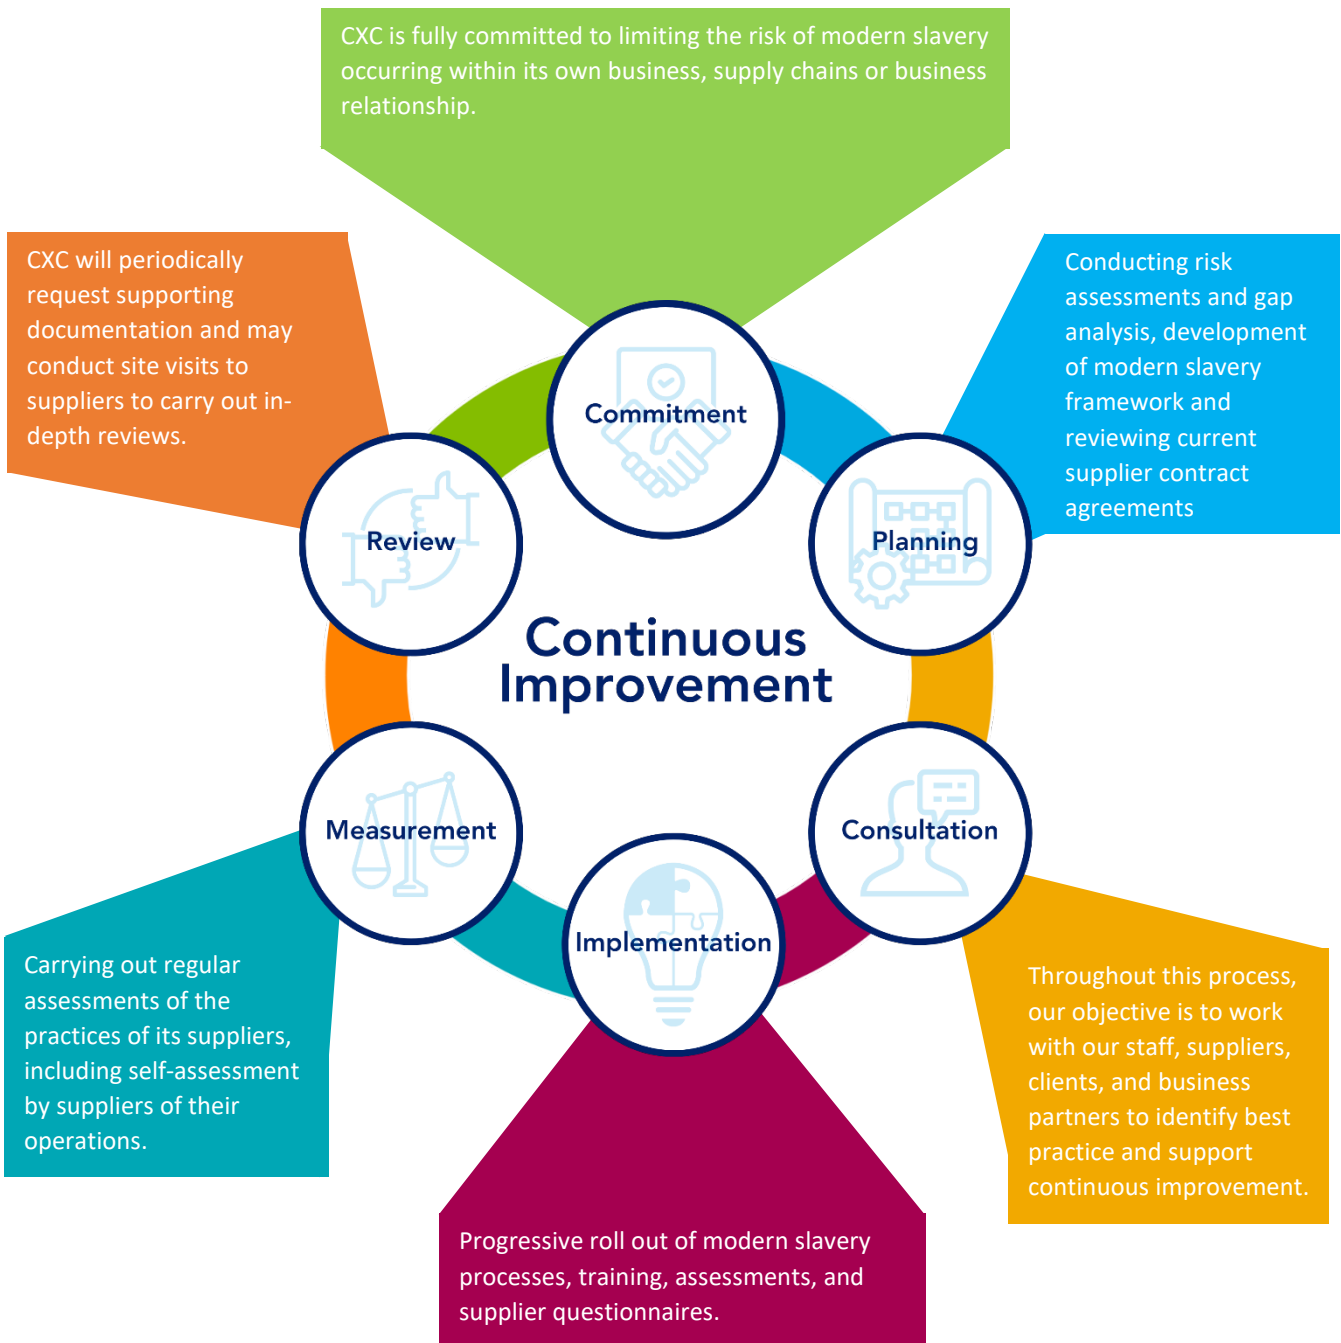 CXC is fully committed to limiting the risk of modern slavery
occurring within its own business, supply chains or business
relationship.
Commitment
Conducting risk
assessments and gap
analysis, development
of modern slavery
framework and
reviewing current
supplier contract
agreements
Planning
Throughout this process,
our objective is to work
with our staff, suppliers,
clients, and business
partners to identify best
practice and support
continuous improvement.
Consultation
Progressive roll out of modern slavery
processes, training, assessments, and
supplier questionnaires.
Implementation
Carrying out regular
assessments of the
practices of its suppliers,
including self-assessment
by suppliers of their
operations.
Measurement
CXC will periodically
request supporting
documentation and may
conduct site visits to
suppliers to carry out in-
depth reviews.
Review
Continuous
Improvement